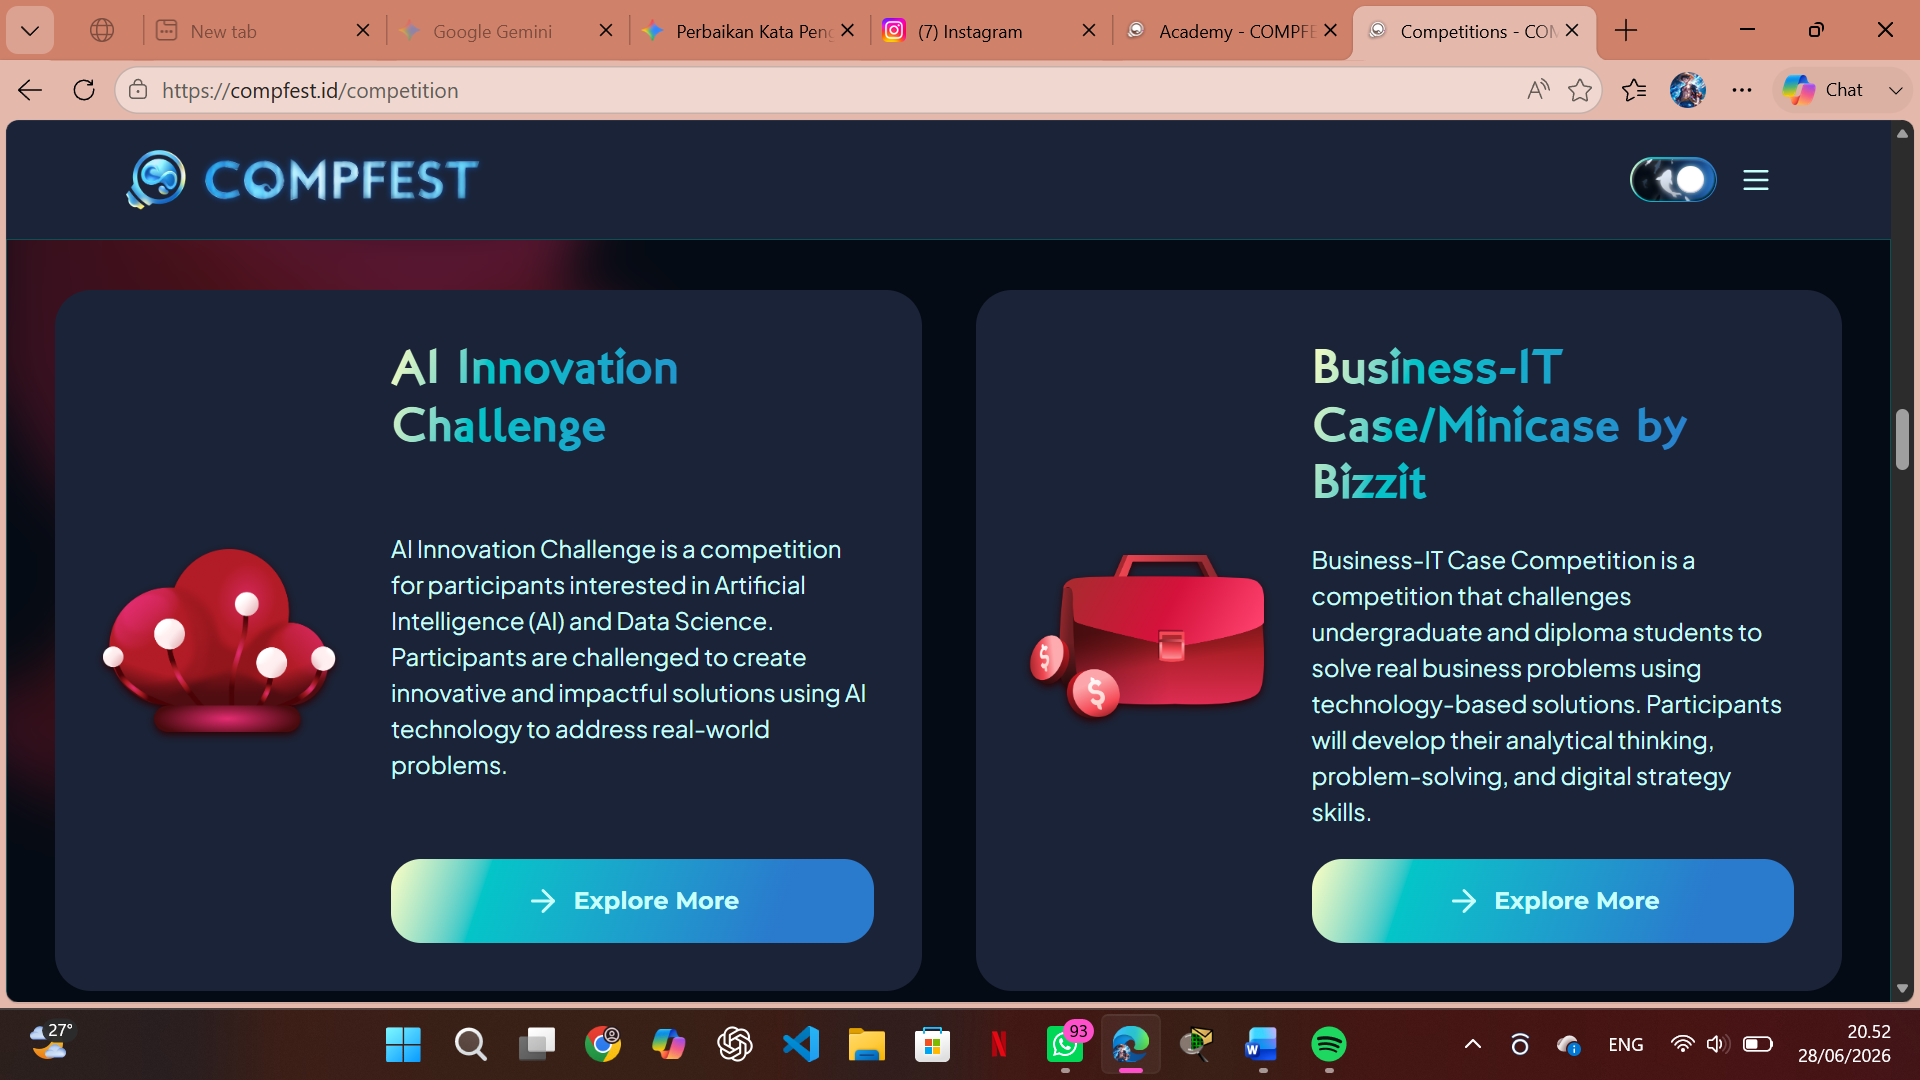 New tab
Google Gemini
Perbaikan Kata Peng
(7) Instagram
Academy - COMPFE
Competitions - COM
https://compfest.id/competition
Chat
COMPFEST
AI Innovation
Challenge
AI Innovation Challenge is a competition
for participants interested in Artificial
Intelligence (AI) and Data Science.
Participants are challenged to create
innovative and impactful solutions using AI
technology to address real-world
problems.
Explore More
Business-IT
Case/Minicase by
Bizzit
Business-IT Case Competition is a
competition that challenges
undergraduate and diploma students to
solve real business problems using
technology-based solutions. Participants
will develop their analytical thinking,
problem-solving, and digital strategy
skills.
Explore More
27°
93
ENG
20.52
28/06/2026